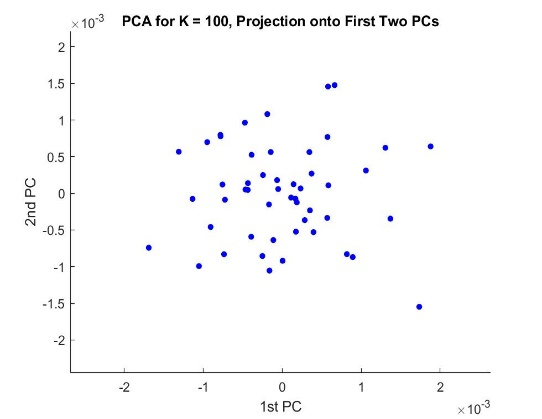 PCA for K = 100, Projection onto First Two PCs
×10⁻³
2
1.5
1
0.5
0
-0.5
-1
-1.5
-2
2nd PC
-2 -1 0 1 2
1st PC
×10⁻³